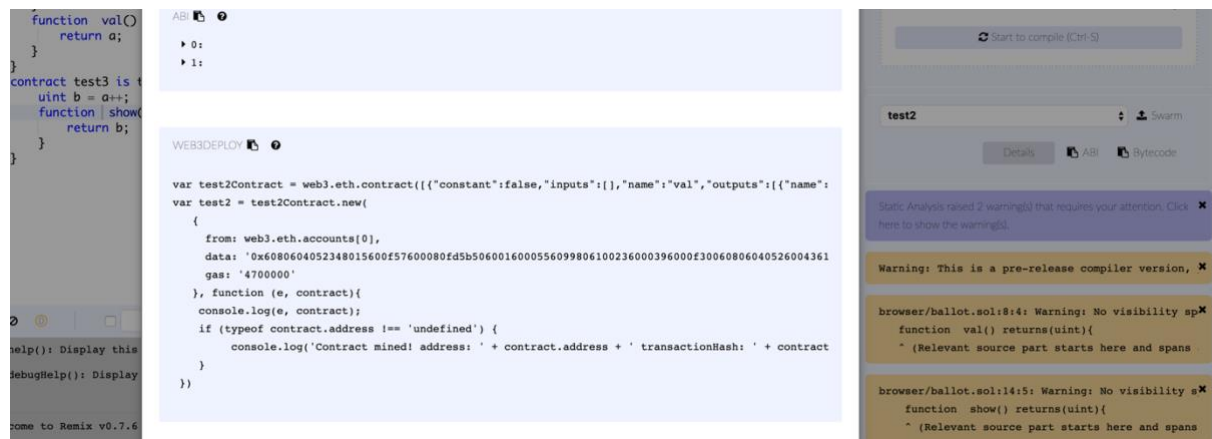 function val()
return a;
}
}
contract test3 is t
uint b = a++;
function show(
return b;
}
}
help(): Display this
debugHelp(): Display
come to Remix v0.7.6
ABI
0:
1:
WEB3DEPLOY
var test2Contract = web3.eth.contract([{"constant":false,"inputs":[],"name":"val","outputs":[{"name":
var test2 = test2Contract.new(
{
from: web3.eth.accounts[0],
data: '0x6080604052348015600f57600080fd5b506001600055609980610023600039600​0f30060806040526004361
gas: '4700000'
}, function (e, contract){
console.log(e, contract);
if (typeof contract.address !== 'undefined') {
console.log('Contract mined! address: ' + contract.address + ' transactionHash: ' + contract
}
})
Start to compile (Ctrl-S)
test2 Swarm
Details ABI Bytecode
Static Analysis raised 2 warning(s) that requires your attention. Click
here to show the warning(s).
Warning: This is a pre-release compiler version,
browser/ballot.sol:8:4: Warning: No visibility sp
function val() returns(uint){
^ (Relevant source part starts here and spans
browser/ballot.sol:14:5: Warning: No visibility s
function show() returns(uint){
^ (Relevant source part starts here and spans